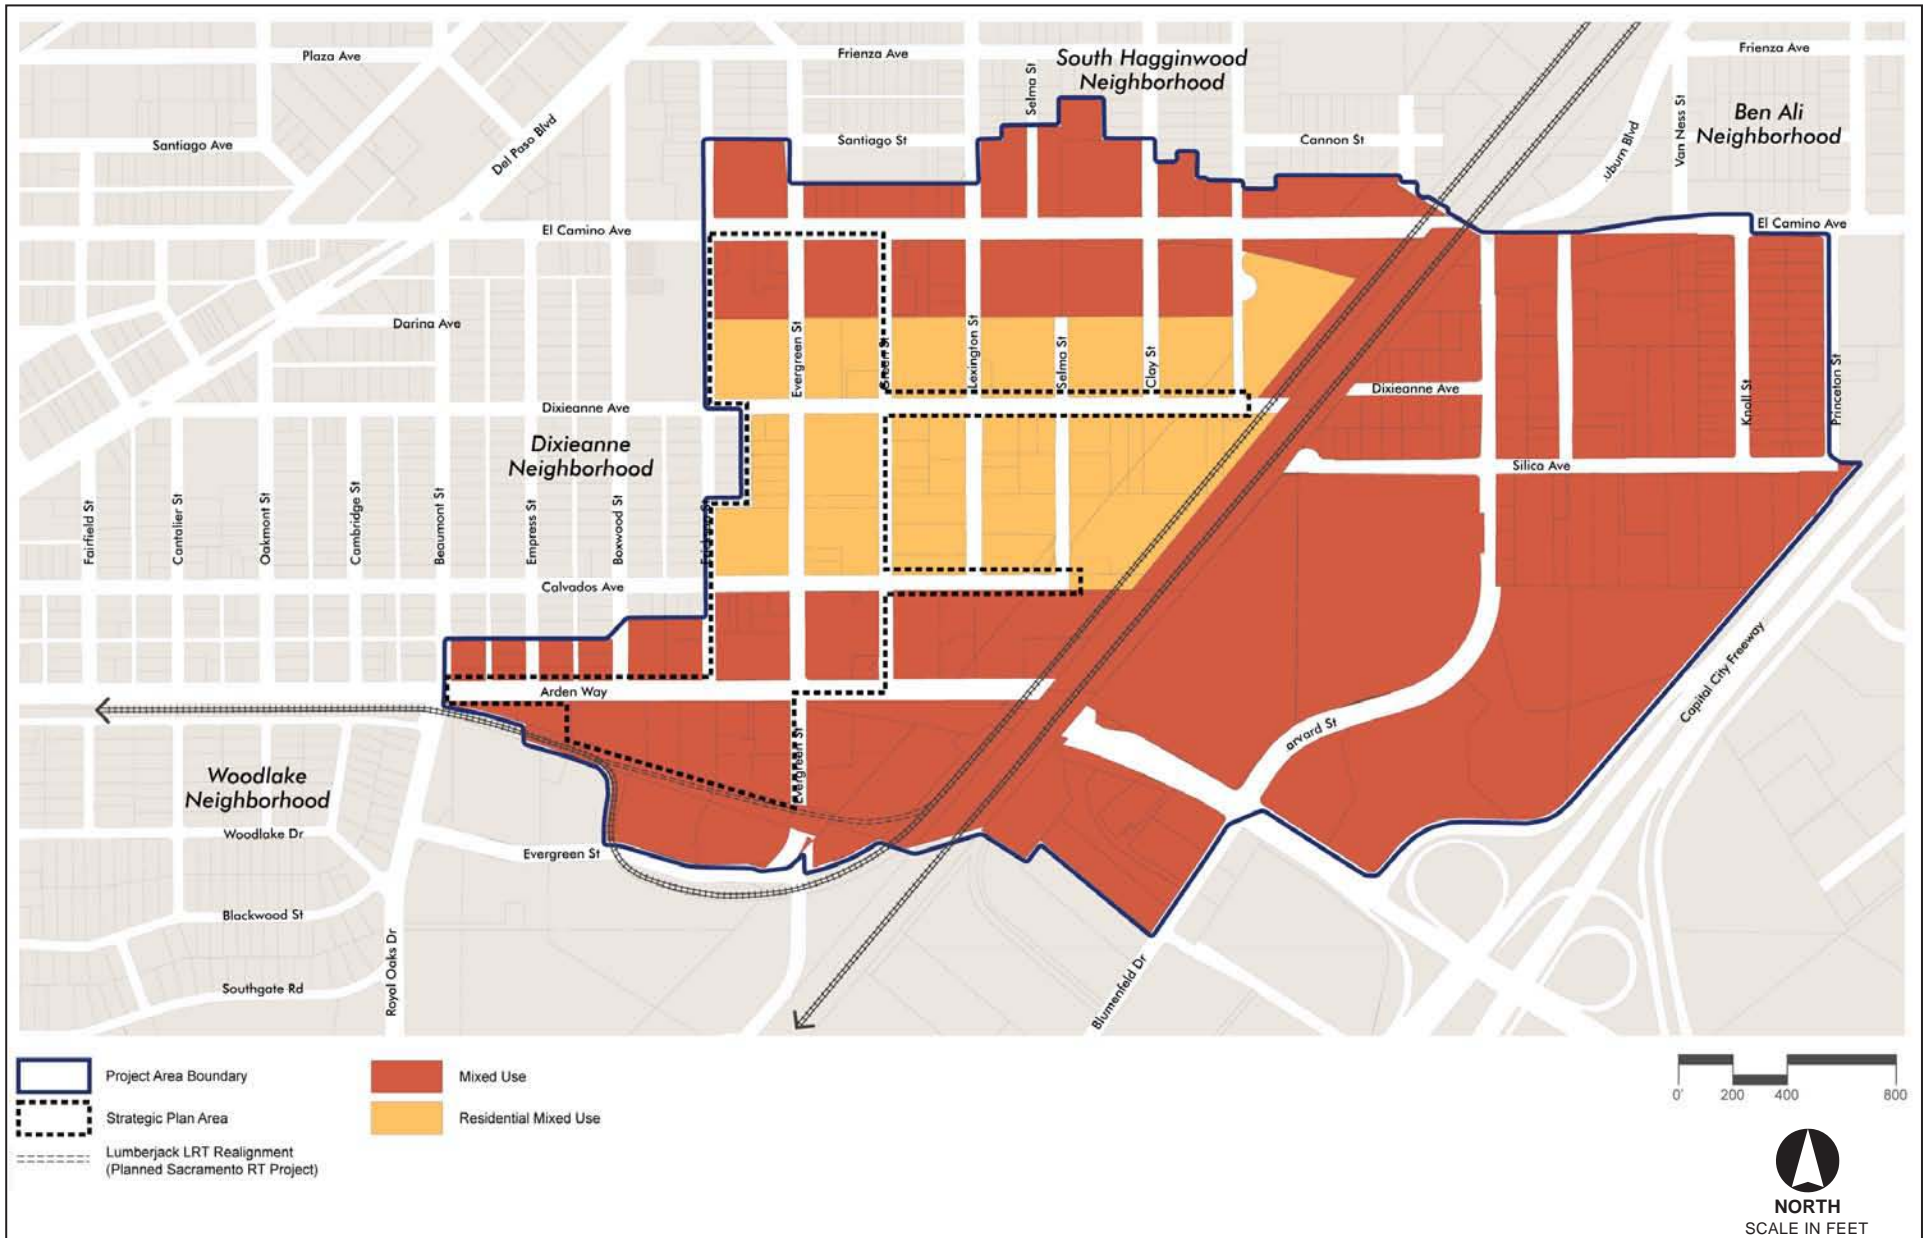 Plaza Ave
Frienza Ave
South Hagginwood
Neighborhood
Frienza Ave
Selma St
Van Ness St
Ben Ali
Neighborhood
Santiago Ave
Del Paso Blvd
Santiago St
Cannon St
uburn Blvd
El Camino Ave
El Camino Ave
Darina Ave
Evergreen St
Green St
Lexington St
Selma St
Clay St
Dixieanne Ave
Knoll St
Princeton St
Dixieanne Ave
Dixieanne
Neighborhood
Silica Ave
Fairfield St
Cantalier St
Oakmont St
Cambridge St
Beaumont St
Empress St
Boxwood St
Calvados Ave
Capital City Freeway
Arden Way
arvard St
Evergreen St
Woodlake
Neighborhood
Woodlake Dr
Evergreen St
Blackwood St
Royal Oaks Dr
Southgate Rd
Blumenfeld Dr
Project Area Boundary
Strategic Plan Area
Lumberjack LRT Realignment
(Planned Sacramento RT Project)
Mixed Use
Residential Mixed Use
0' 200 400 800
NORTH
SCALE IN FEET